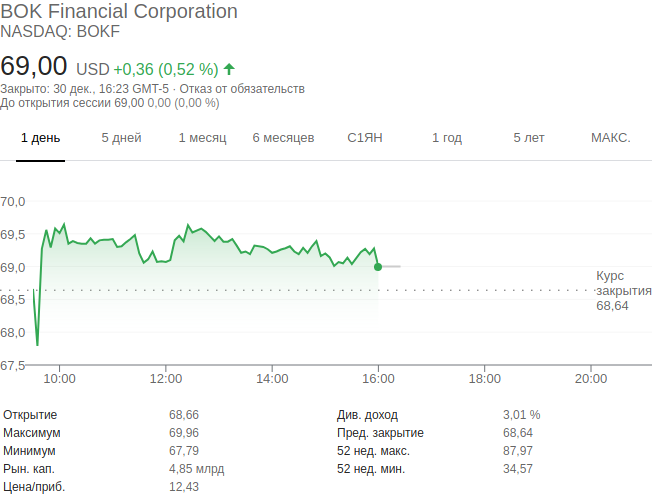 BOK Financial Corporation
NASDAQ: BOKF
69,00 USD +0,36 (0,52 %)
Закрыто: 30 дек., 16:23 GMT-5 · Отказ от обязательств
До открытия сессии 69,00 0,00 (0,00 %)
1 день 5 дней 1 месяц 6 месяцев С1ЯН 1 год 5 лет МАКС.
70,0
69,5
69,0
68,5
68,0
67,5
Курс
закрытия
68,64
10:00 12:00 14:00 16:00 18:00 20:00
Открытие 68,66 Див. доход 3,01 %
Максимум 69,96 Пред. закрытие 68,64
Минимум 67,79 52 нед. макс. 87,97
Рын. кап. 4,85 млрд 52 нед. мин. 34,57
Цена/приб. 12,43